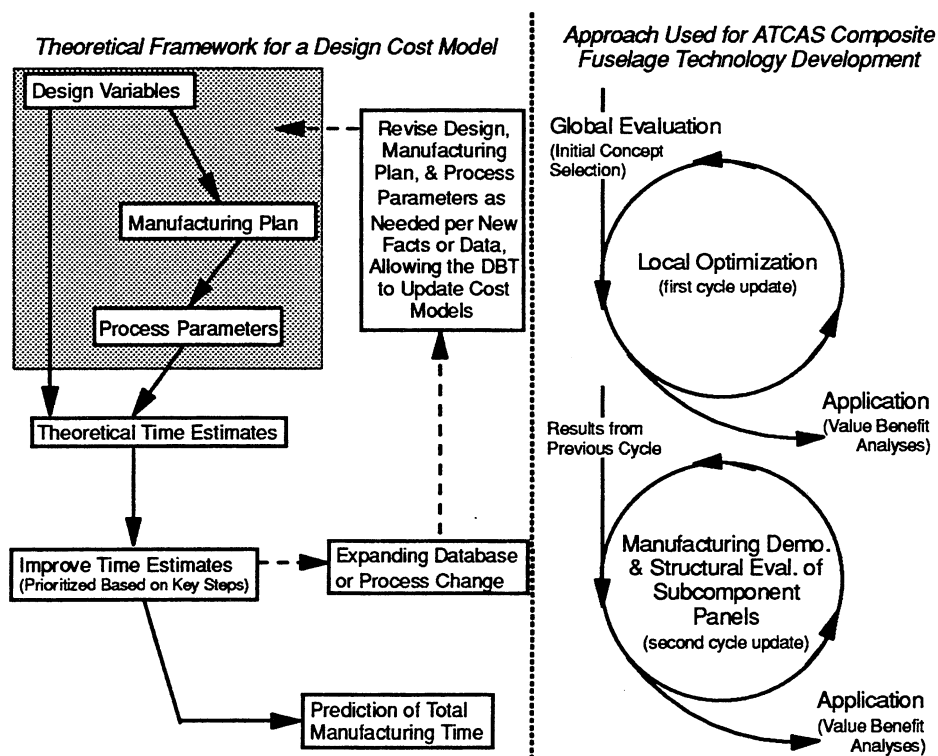 Theoretical Framework for a Design Cost Model
Design Variables
Manufacturing Plan
Process Parameters
Theoretical Time Estimates
Improve Time Estimates
(Prioritized Based on Key Steps)
Expanding Database
or Process Change
Revise Design,
Manufacturing
Plan, & Process
Parameters as
Needed per New
Facts or Data,
Allowing the DBT
to Update Cost
Models
Prediction of Total
Manufacturing Time
Approach Used for ATCAS Composite
Fuselage Technology Development
Global Evaluation
(Initial Concept
Selection)
Local Optimization
(first cycle update)
Application
(Value Benefit
Analyses)
Results from
Previous Cycle
Manufacturing Demo.
& Structural Eval. of
Subcomponent
Panels
(second cycle update)
Application
(Value Benefit
Analyses)